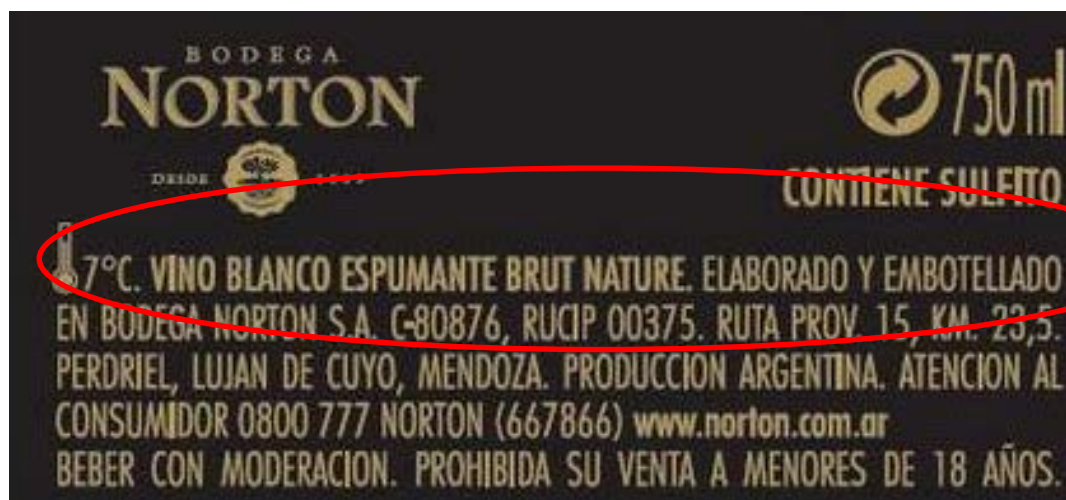 BODEGA
NORTON
DESDE
750 ml
CONTIENE SULFITO
7°C. VINO BLANCO ESPUMANTE BRUT NATURE. ELABORADO Y EMBOTELLADO
EN BODEGA NORTON S.A. C-80876, RUCIP 00375. RUTA PROV. 15, KM. 23,5.
PERDRIEL, LUJAN DE CUYO, MENDOZA. PRODUCCION ARGENTINA. ATENCION AL
CONSUMIDOR 0800 777 NORTON (667866) www.norton.com.ar
BEBER CON MODERACION. PROHIBIDA SU VENTA A MENORES DE 18 AÑOS.